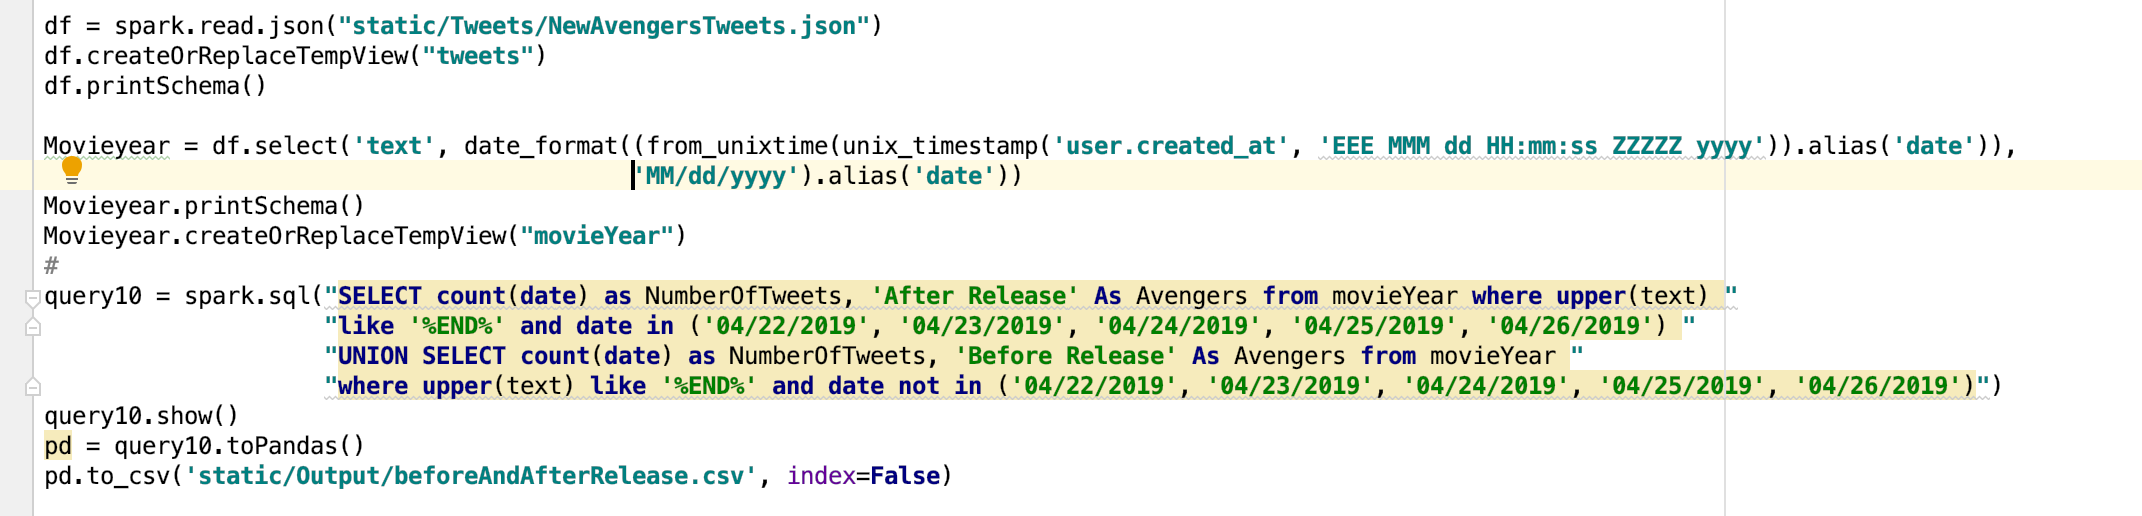 df = spark.read.json("static/Tweets/NewAvengersTweets.json")
df.createOrReplaceTempView("tweets")
df.printSchema()
Movieyear = df.select('text', date_format((from_unixtime(unix_timestamp('user.created_at', 'EEE MMM dd HH:mm:ss ZZZZZ yyyy')).alias('date')),
'MM/dd/yyyy').alias('date'))
Movieyear.printSchema()
Movieyear.createOrReplaceTempView("movieYear")
#
query10 = spark.sql("SELECT count(date) as NumberOfTweets, 'After Release' As Avengers from movieYear where upper(text) "
"like '%END%' and date in ('04/22/2019', '04/23/2019', '04/24/2019', '04/25/2019', '04/26/2019') "
"UNION SELECT count(date) as NumberOfTweets, 'Before Release' As Avengers from movieYear "
"where upper(text) like '%END%' and date not in ('04/22/2019', '04/23/2019', '04/24/2019', '04/25/2019', '04/26/2019')")
query10.show()
pd = query10.toPandas()
pd.to_csv('static/Output/beforeAndAfterRelease.csv', index=False)